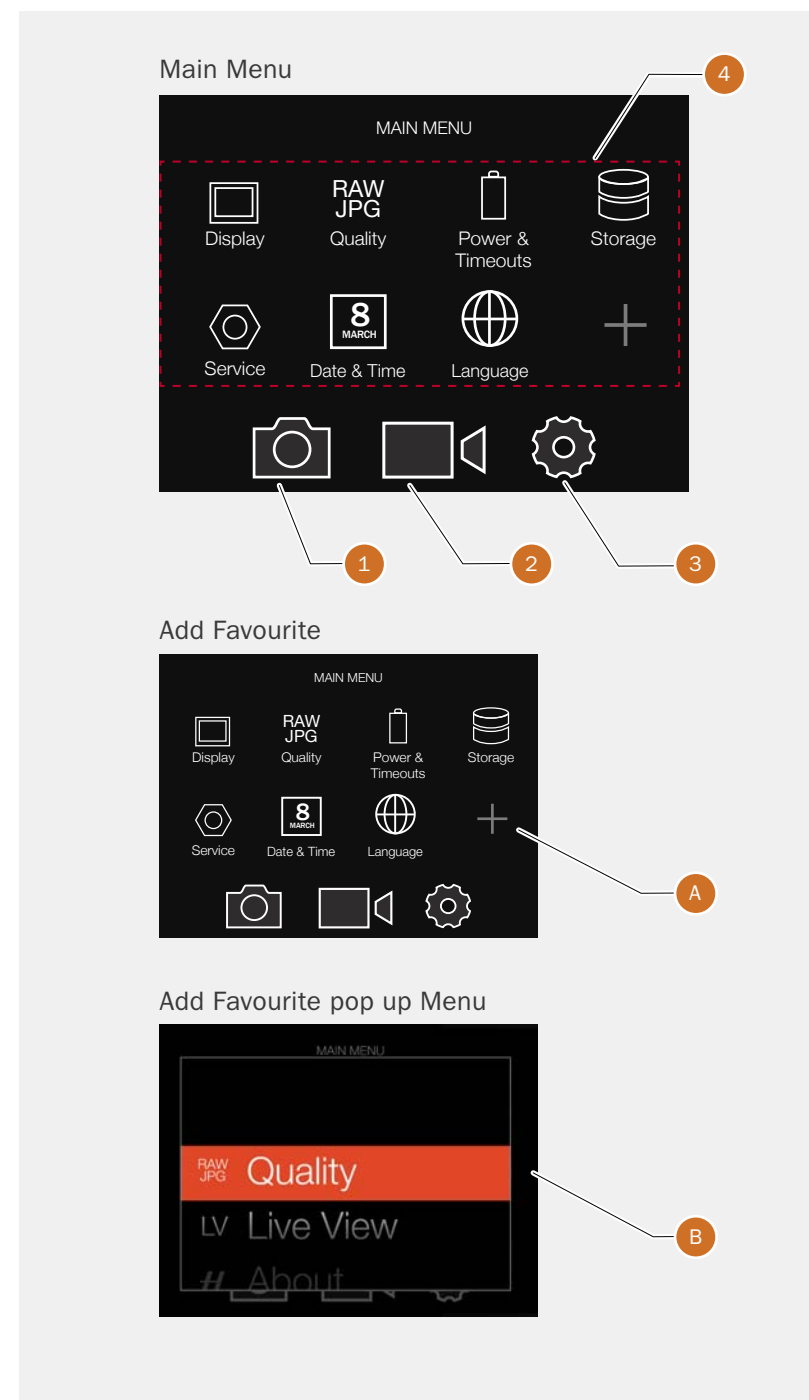 Main Menu
4
MAIN MENU
RAW
JPG
Display Quality Power & Storage
Timeouts
8
MARCH
Service Date & Time Language
1 2 3
Add Favourite
MAIN MENU
RAW
JPG
Display Quality Power & Storage
Timeouts
8
MARCH
Service Date & Time Language
A
Add Favourite pop up Menu
MAIN MENU
RAW
JPG Quality
LV Live View
B
H About